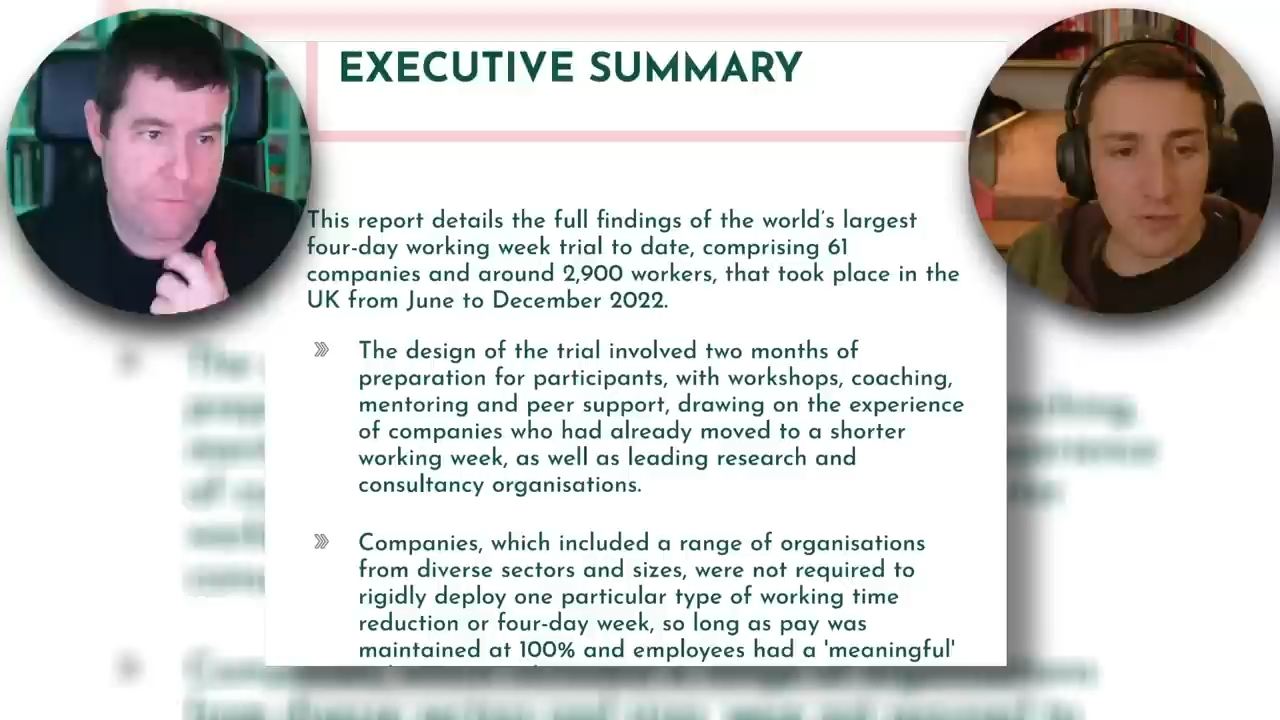 EXECUTIVE SUMMARY
This report details the full findings of the world's largest
four-day working week trial to date, comprising 61
companies and around 2,900 workers, that took place in the
UK from June to December 2022.
The design of the trial involved two months of
preparation for participants, with workshops, coaching,
mentoring and peer support, drawing on the experience
of companies who had already moved to a shorter
working week, as well as leading research and
consultancy organisations.
Companies, which included a range of organisations
from diverse sectors and sizes, were not required to
rigidly deploy one particular type of working time
reduction or four-day week, so long as pay was
maintained at 100% and employees had a 'meaningful'